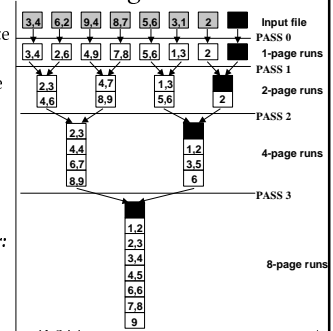 3,4 6,2 9,4 8,7 5,6 3,1 2 Input file
PASS 0
3,4 2,6 4,9 7,8 5,6 1,3 2 1-page runs
PASS 1
2,3 4,7 1,3
4,6 8,9 5,6 2 2-page runs
PASS 2
2,3
4,4 1,2
6,7 3,5 4-page runs
8,9 6
PASS 3
1,2
2,3
3,4
4,5 8-page runs
6,6
7,8
9